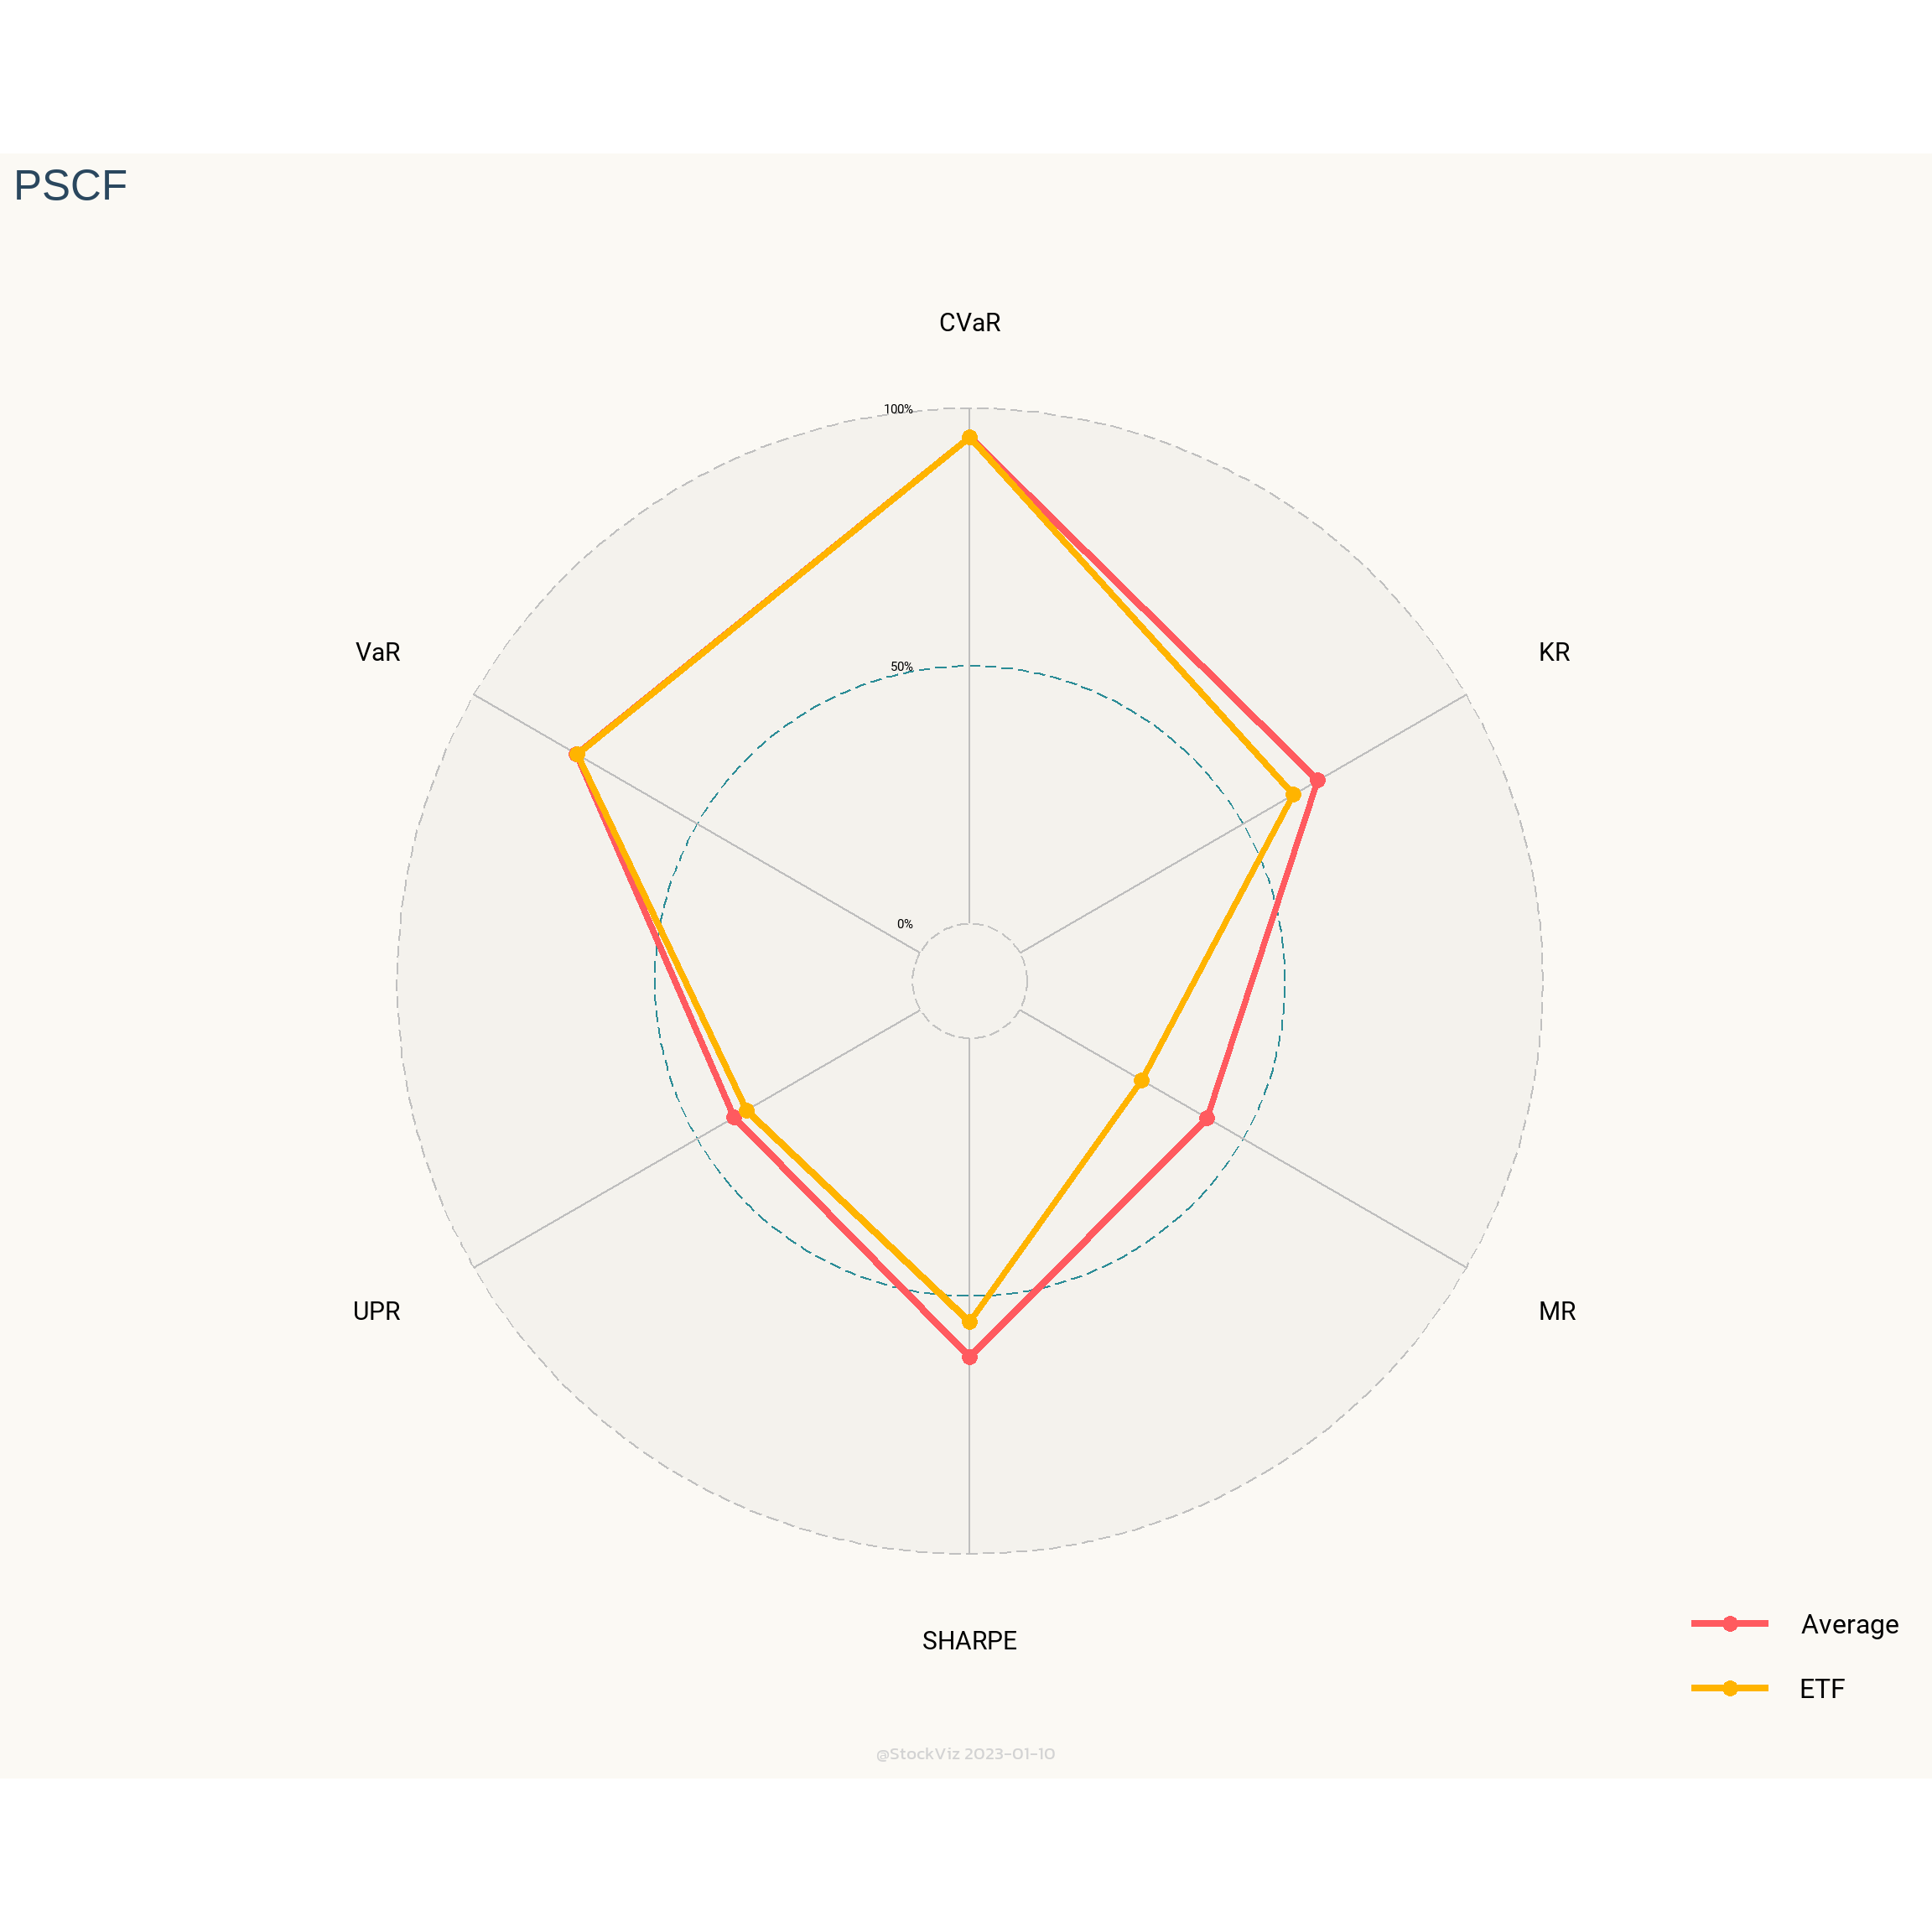 PSCF
CVaR
100%
KR
VaR
50%
0%
UPR
MR
SHARPE
Average
ETF
@StockViz 2023-01-10